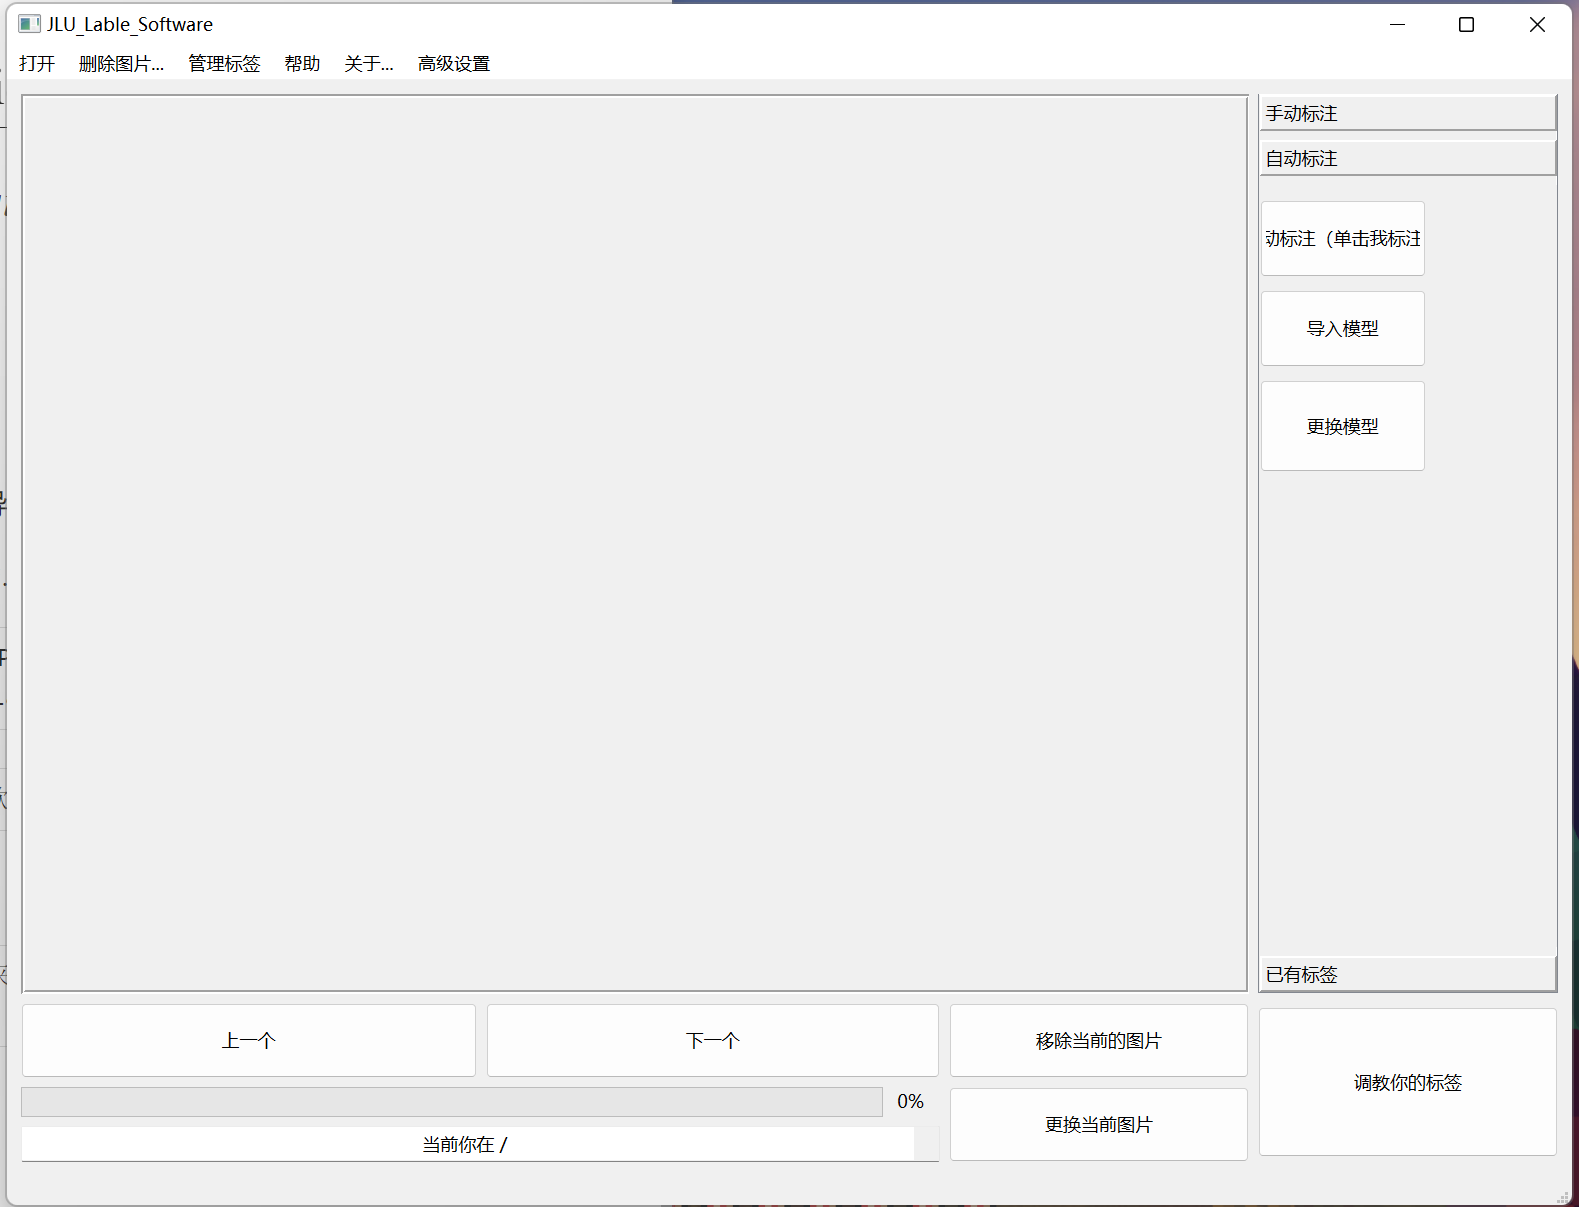 JLU_Lable_Software
打开 删除图片... 管理标签 帮助 关于... 高级设置
手动标注
自动标注
动标注（单击我标注
导入模型
更换模型
已有标签
上一个 下一个 移除当前的图片
调教你的标签
0%
更换当前图片
当前你在 /